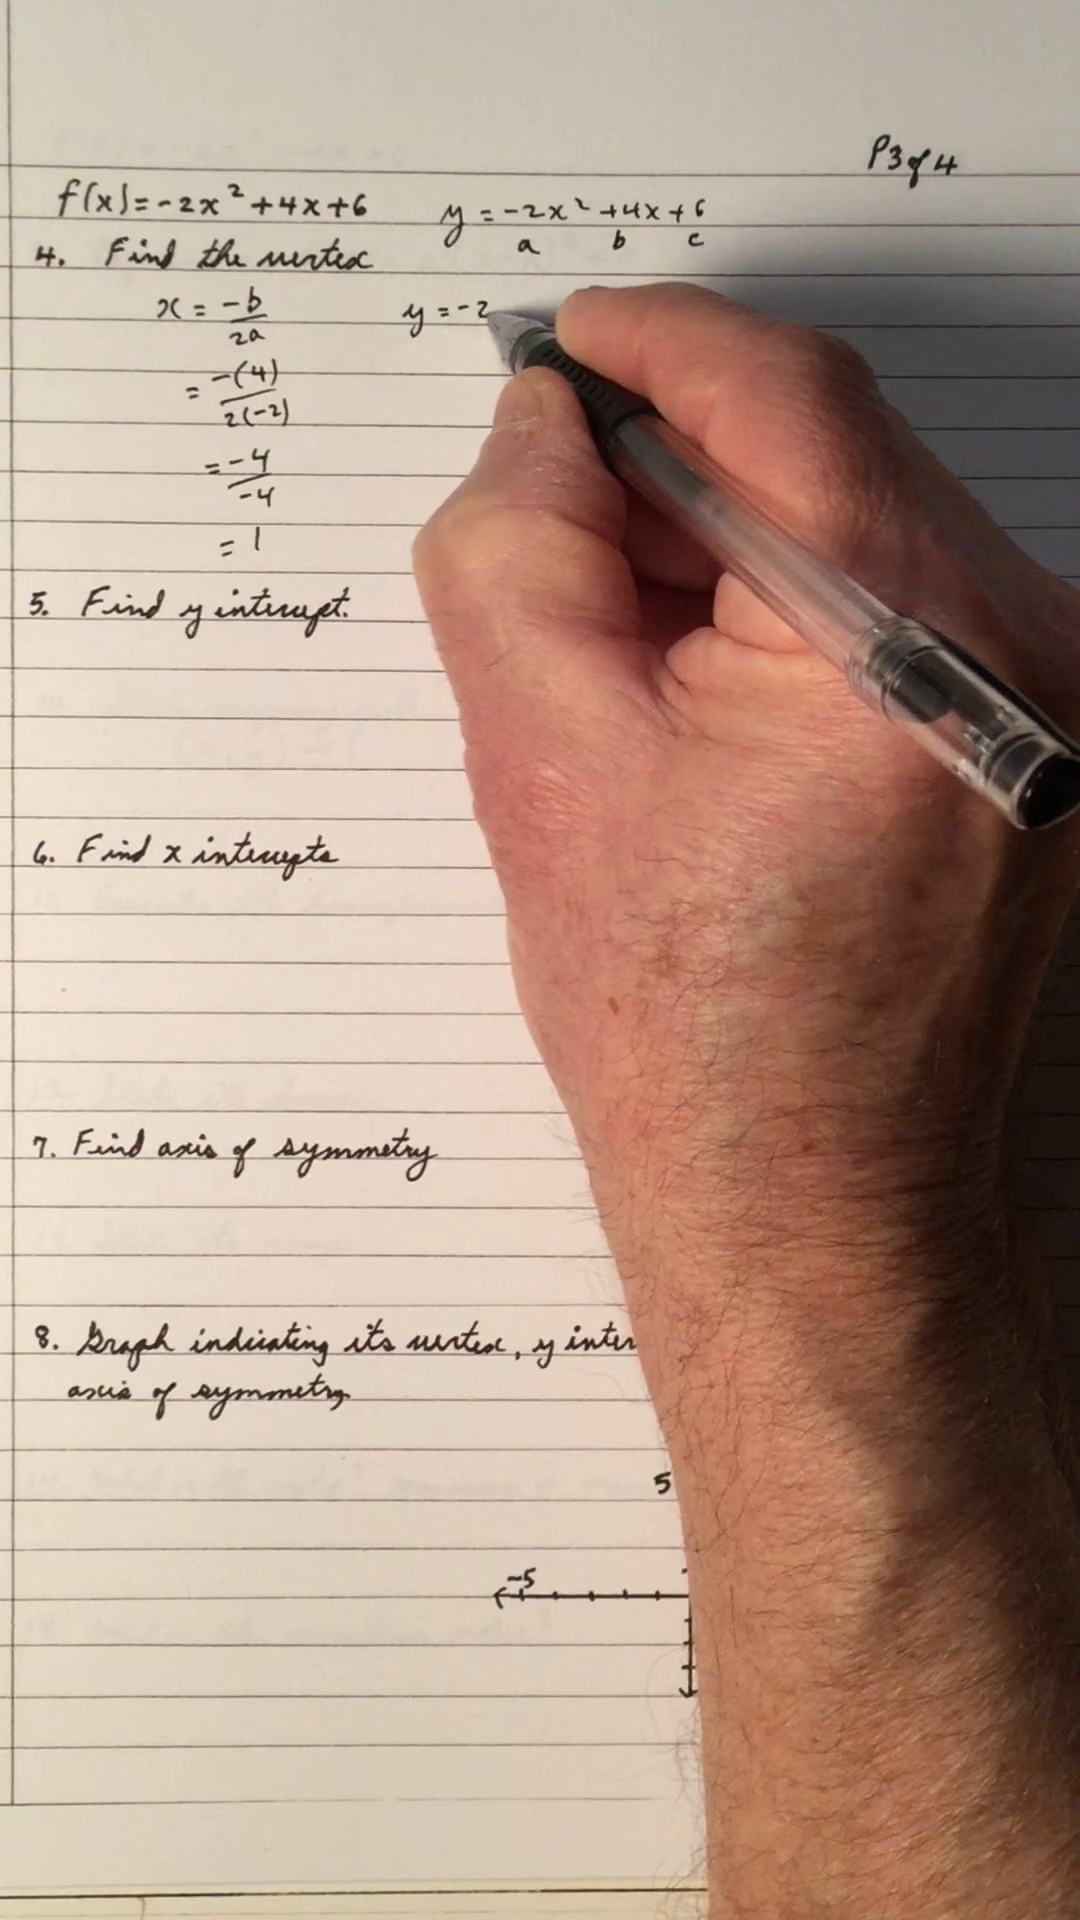 P3 of 4
f(x) = -2x² + 4x + 6
y = -2x² + 4x + 6
a b c
4. Find the vertex
x = -b/2a
y = -2
= -(4)/2(-2)
= -4/-4
= 1
5. Find y intercept.
6. Find x intercepts
7. Find axis of symmetry
8. Graph indicating its vertex, y inter
axis of symmetry
5
-5